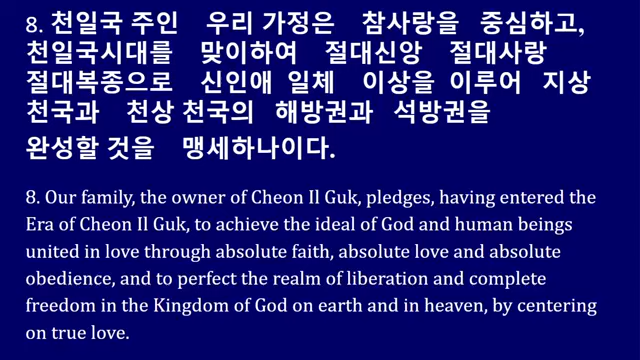 8. 천일국 주인 우리 가정은 참사랑을 중심하고,
천일국시대를 맞이하여 절대신앙 절대사랑
절대복종으로 신인애 일체 이상을 이루어 지상
천국과 천상 천국의 해방권과 석방권을
완성할 것을 맹세하나이다.
8. Our family, the owner of Cheon Il Guk, pledges, having entered the
Era of Cheon Il Guk, to achieve the ideal of God and human beings
united in love through absolute faith, absolute love and absolute
obedience, and to perfect the realm of liberation and complete
freedom in the Kingdom of God on earth and in heaven, by centering
on true love.